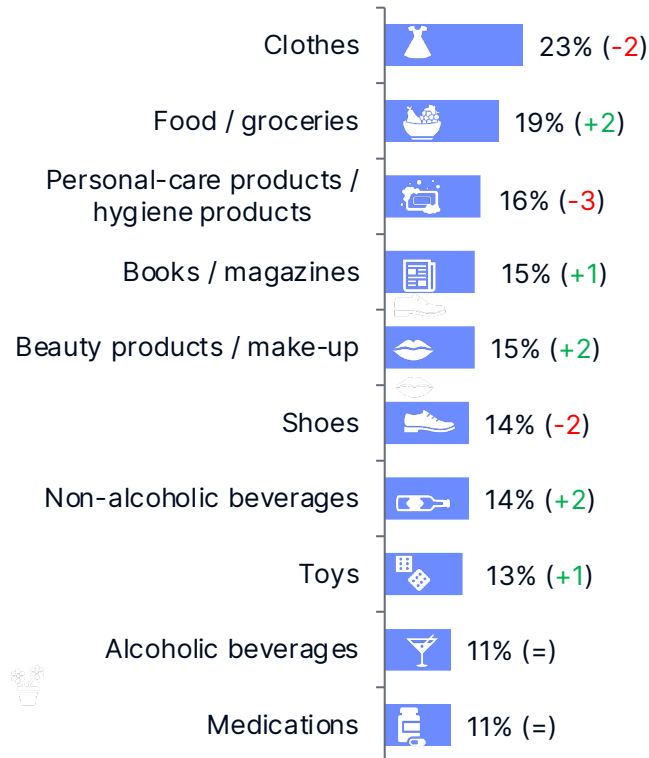 Clothes 23% (-2)
Food / groceries 19% (+2)
Personal-care products /
hygiene products 16% (-3)
Books / magazines 15% (+1)
Beauty products / make-up 15% (+2)
Shoes 14% (-2)
Non-alcoholic beverages 14% (+2)
Toys 13% (+1)
Alcoholic beverages 11% (=)
Medications 11% (=)